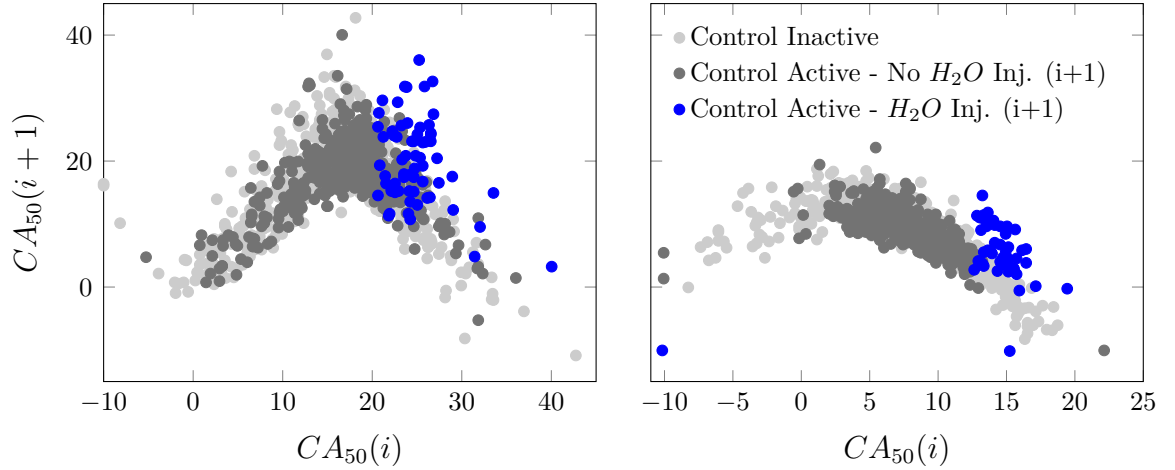 40
20
0
CA₅₀(i + 1)
−10 0 10 20 30 40
CA₅₀(i)
Control Inactive
Control Active - No H₂O Inj. (i+1)
Control Active - H₂O Inj. (i+1)
−10 −5 0 5 10 15 20 25
CA₅₀(i)